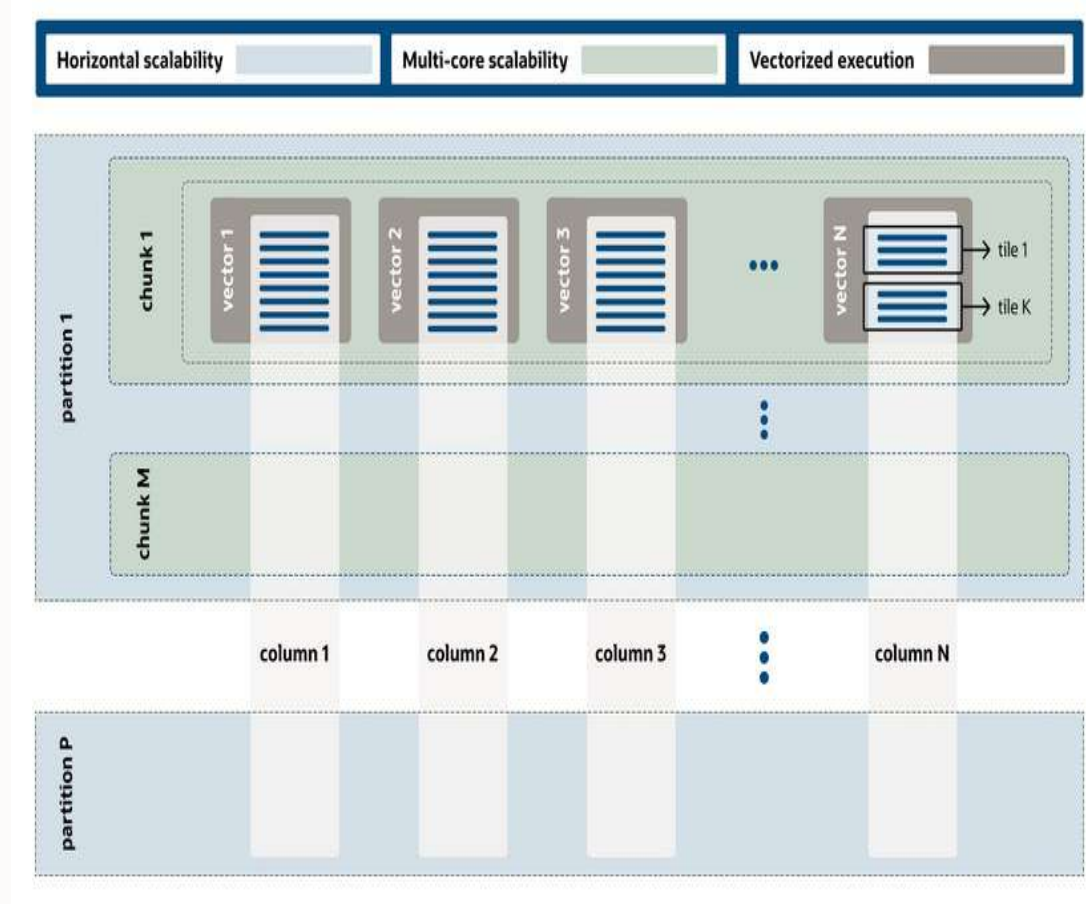 Horizontal scalability
Multi-core scalability
Vectorized execution
partition 1
chunk 1
vector 1
vector 2
vector 3
vector N
tile 1
tile K
chunk M
column 1
column 2
column 3
column N
partition P